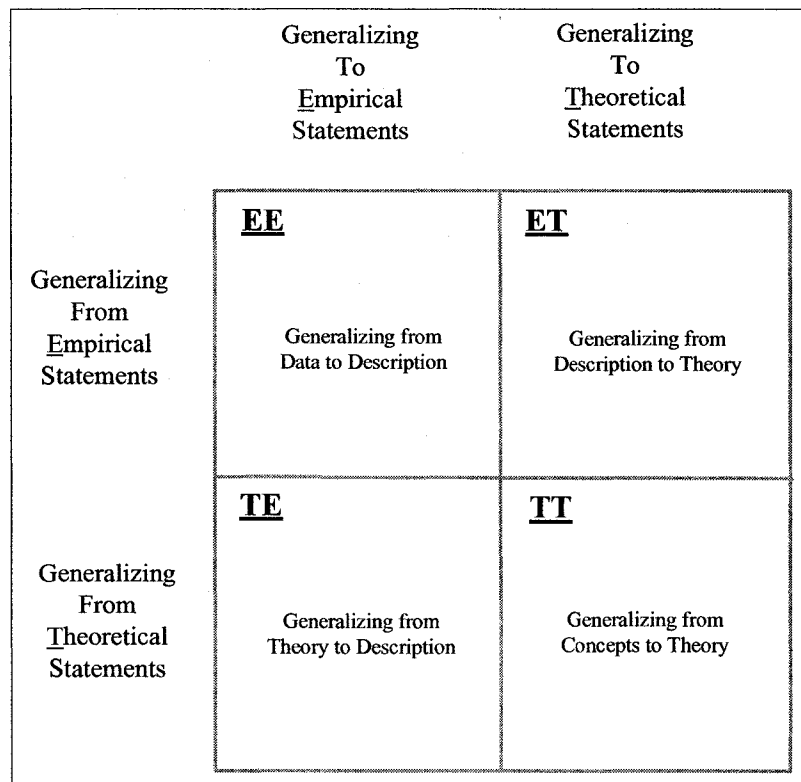 Generalizing
To
Empirical
Statements
Generalizing
To
Theoretical
Statements
Generalizing
From
Empirical
Statements
EE
Generalizing from
Data to Description
ET
Generalizing from
Description to Theory
Generalizing
From
Theoretical
Statements
TE
Generalizing from
Theory to Description
TT
Generalizing from
Concepts to Theory